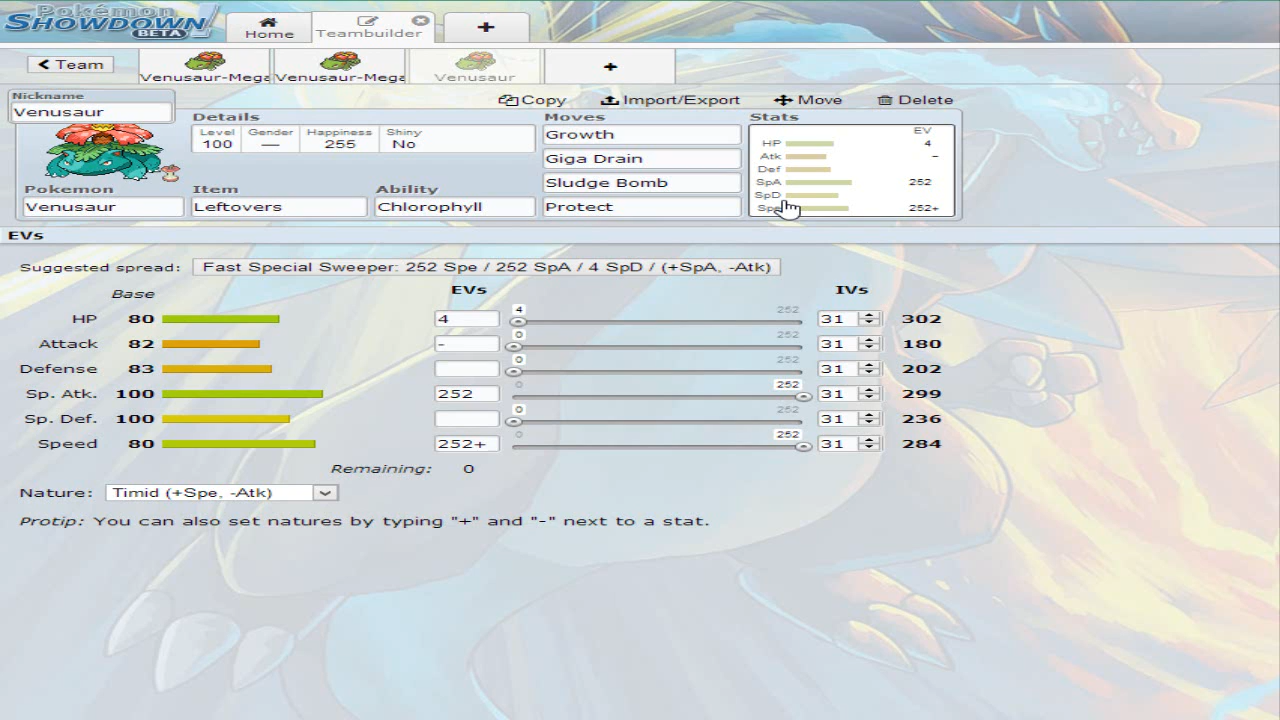 Pokémon
SHOWDOWN!
BETA
Home
Teambuilder
+
< Team
Venusaur-Mega
Venusaur-Mega
Venusaur
+
Nickname
Venusaur
Copy
Import/Export
Move
Delete
Details
Level
100
Gender
—
Happiness
255
Shiny
No
Moves
Growth
Giga Drain
Sludge Bomb
Protect
Stats
EV
HP 4
Atk -
Def
SpA 252
SpD
Spe 252+
Pokemon
Venusaur
Item
Leftovers
Ability
Chlorophyll
EVs
Suggested spread: Fast Special Sweeper: 252 Spe / 252 SpA / 4 SpD / (+SpA, -Atk)
Base EVs IVs
HP 80 4 4 252 31 302
Attack 82 - 0 252 31 180
Defense 83 0 252 31 202
Sp. Atk. 100 252 0 252 31 299
Sp. Def. 100 0 252 31 236
Speed 80 252+ 0 252 31 284
Remaining: 0
Nature: Timid (+Spe, -Atk)
Protip: You can also set natures by typing "+" and "-" next to a stat.